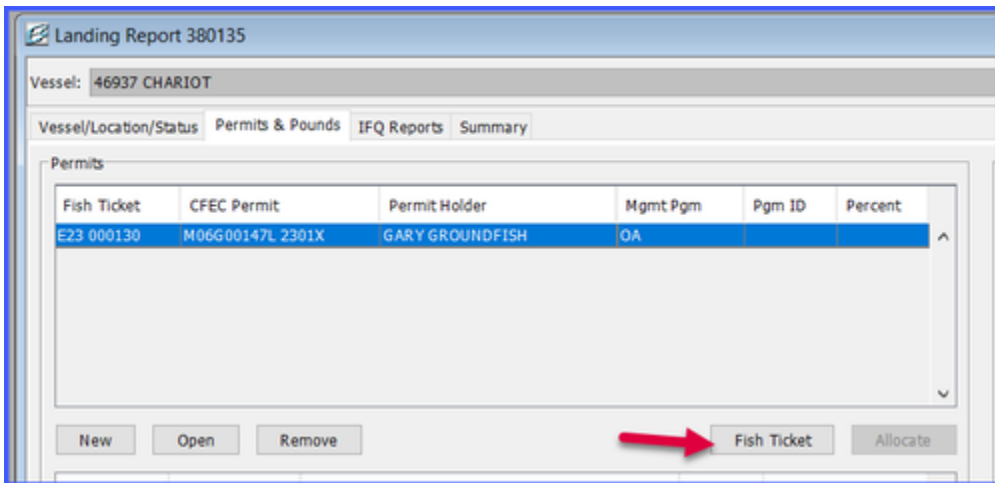 Landing Report 380135
Vessel: 46937 CHARIOT
Vessel/Location/Status Permits & Pounds IFQ Reports Summary
Permits
Fish Ticket CFEC Permit Permit Holder Mgmt Pgm Pgm ID Percent
E23 000130 M06G00147L 2301X GARY GROUNDFISH OA
New Open Remove Fish Ticket Allocate